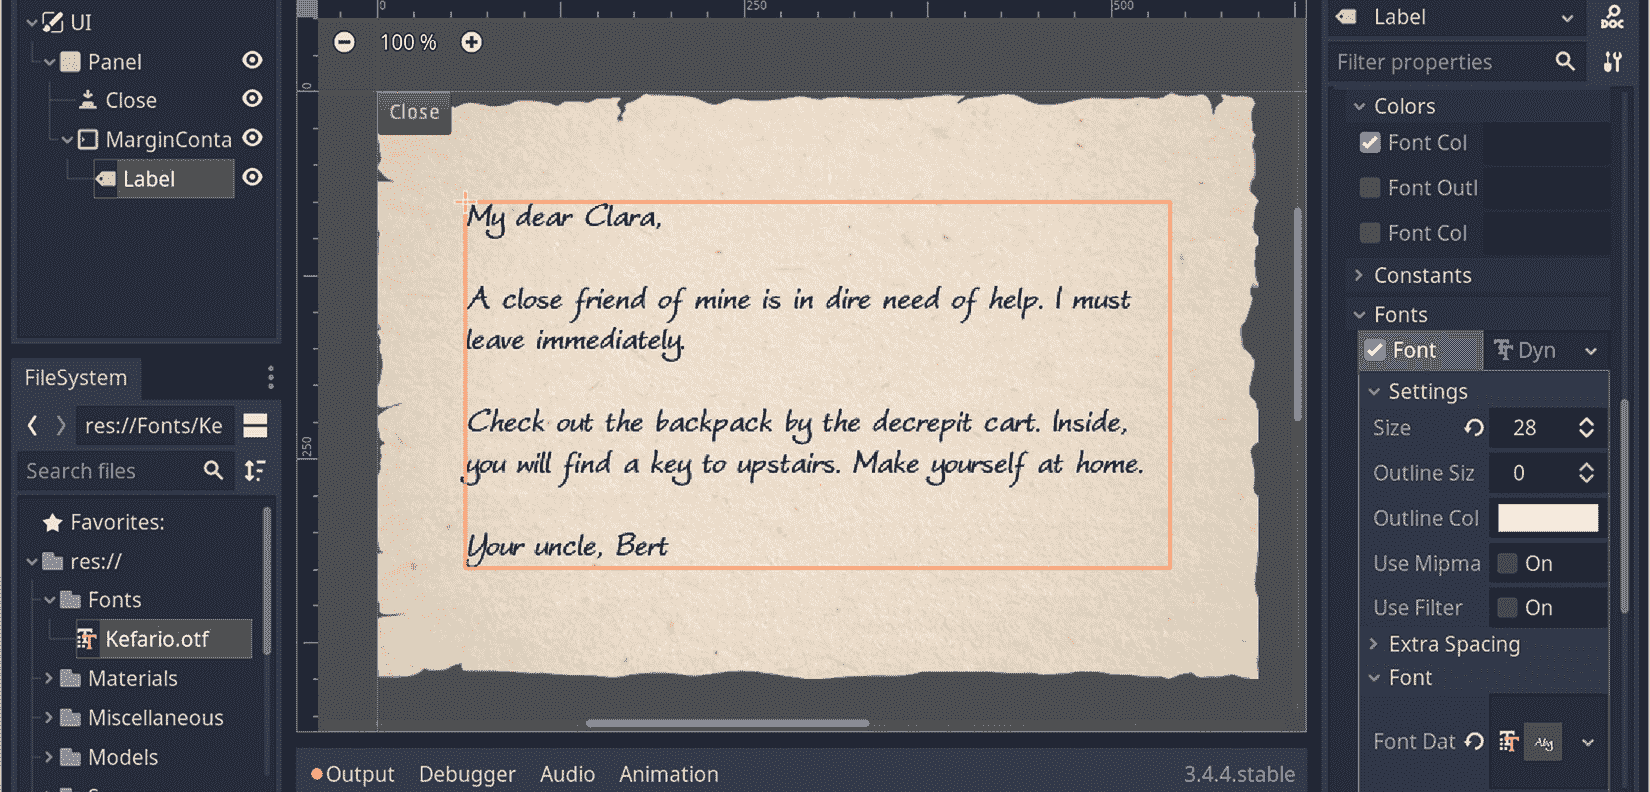 UI
Panel
Close
MarginConta
Label
FileSystem
res://Fonts/Ke
Search files
Favorites:
res://
Fonts
Kefario.otf
Materials
Miscellaneous
Models
0
250
500
0
250
100 %
Close
My dear Clara,
A close friend of mine is in dire need of help. I must
leave immediately.
Check out the backpack by the decrepit cart. Inside,
you will find a key to upstairs. Make yourself at home.
Your uncle, Bert
Output
Debugger
Audio
Animation
3.4.4.stable
Label
DOC
Filter properties
Colors
Font Col
Font Outl
Font Col
Constants
Fonts
Font
Dyn
Settings
Size
28
Outline Siz
0
Outline Col
Use Mipma
On
Use Filter
On
Extra Spacing
Font
Font Dat